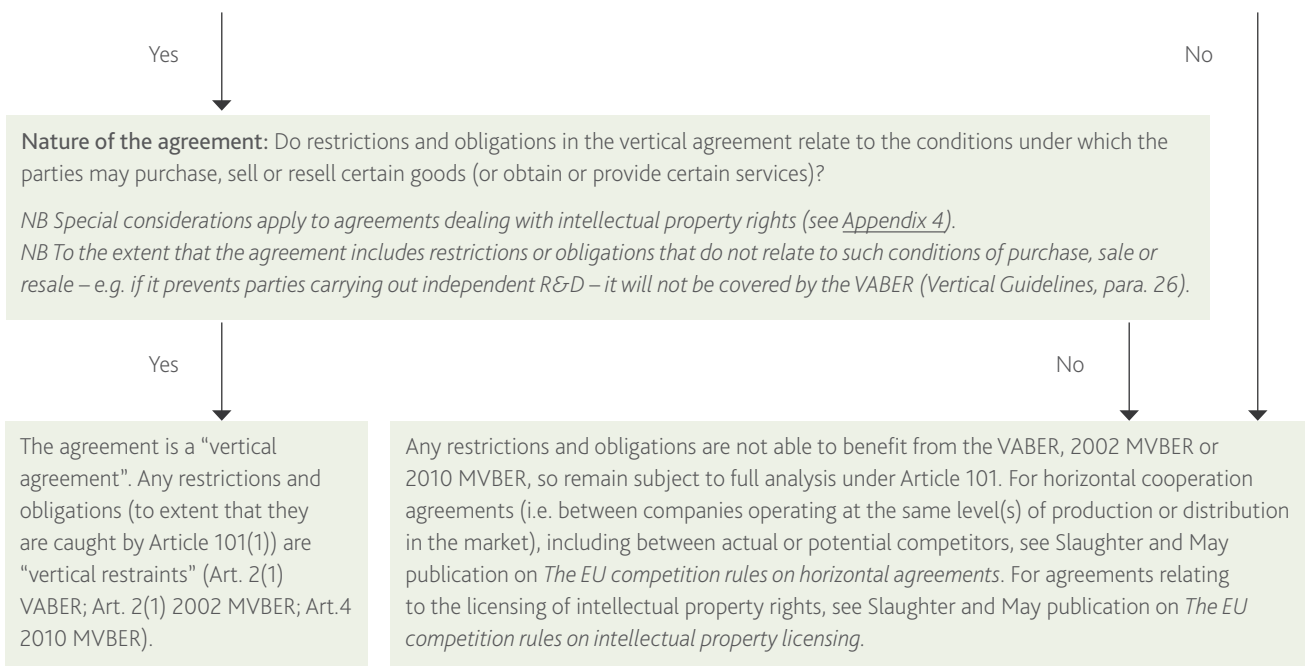 Yes
No
Nature of the agreement: Do restrictions and obligations in the vertical agreement relate to the conditions under which the
parties may purchase, sell or resell certain goods (or obtain or provide certain services)?
NB Special considerations apply to agreements dealing with intellectual property rights (see Appendix 4).
NB To the extent that the agreement includes restrictions or obligations that do not relate to such conditions of purchase, sale or
resale – e.g. if it prevents parties carrying out independent R&D – it will not be covered by the VABER (Vertical Guidelines, para. 26).
Yes
No
The agreement is a “vertical
agreement”. Any restrictions and
obligations (to extent that they
are caught by Article 101(1)) are
“vertical restraints” (Art. 2(1)
VABER; Art. 2(1) 2002 MVBER; Art.4
2010 MVBER).
Any restrictions and obligations are not able to benefit from the VABER, 2002 MVBER or
2010 MVBER, so remain subject to full analysis under Article 101. For horizontal cooperation
agreements (i.e. between companies operating at the same level(s) of production or distribution
in the market), including between actual or potential competitors, see Slaughter and May
publication on The EU competition rules on horizontal agreements. For agreements relating
to the licensing of intellectual property rights, see Slaughter and May publication on The EU
competition rules on intellectual property licensing.